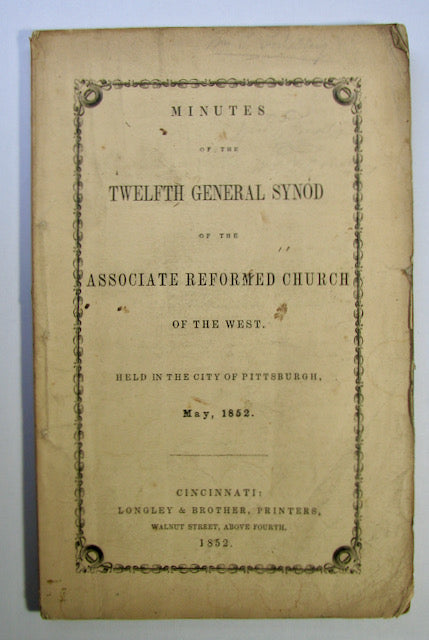 MINUTES
OF THE
TWELFTH GENERAL SYNOD
OF THE
ASSOCIATE REFORMED CHURCH
OF THE WEST.
HELD IN THE CITY OF PITTSBURGH,
May, 1852.
CINCINNATI:
LONGLEY & BROTHER, PRINTERS,
WALNUT STREET, ABOVE FOURTH.
1852.